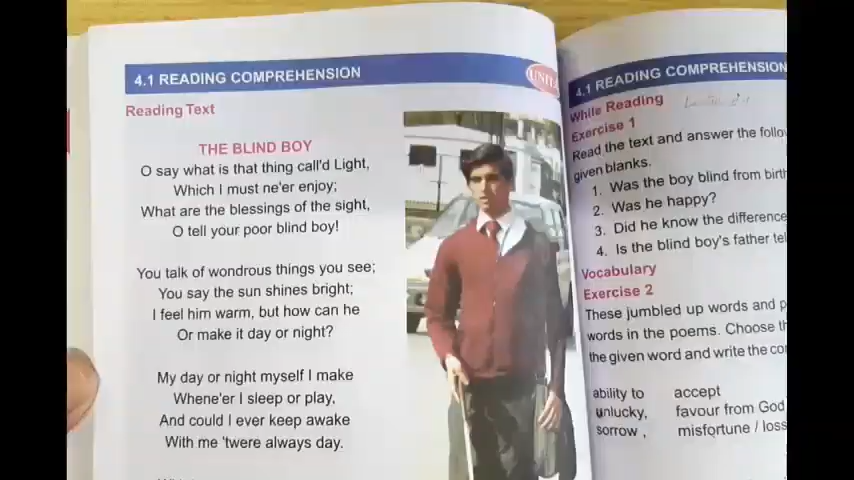 4.1 READING COMPREHENSION
UNIT
Reading Text
THE BLIND BOY
O say what is that thing call'd Light,
Which I must ne'er enjoy;
What are the blessings of the sight,
O tell your poor blind boy!
You talk of wondrous things you see;
You say the sun shines bright;
I feel him warm, but how can he
Or make it day or night?
My day or night myself I make
Whene'er I sleep or play,
And could I ever keep awake
With me 'twere always day.
4.1 READING COMPREHENSION
While Reading
Exercise 1
Read the text and answer the
given blanks.
1. Was the boy blind from
2. Was he happy?
3. Did he know the difference
4. Is the blind boy's father
Vocabulary
Exercise 2
These jumbled up words and
words in the poems. Choose
the given word and write the
ability to accept
unlucky, favour from God
sorrow , misfortune / loss